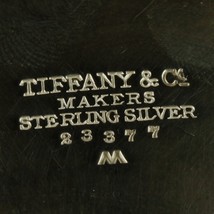 TIFFANY & Co.
MAKERS
STERLING SILVER
23377
M